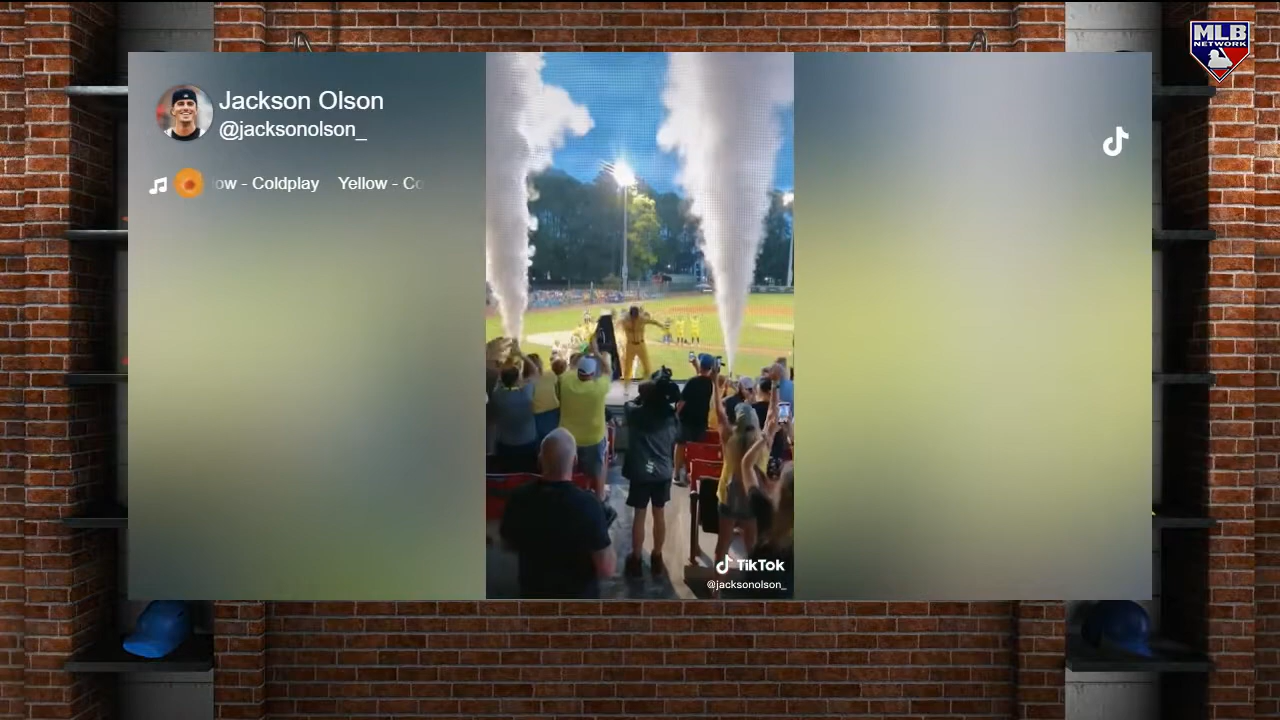 MLB
NETWORK
Jackson Olson
@jacksonolson_
ow - Coldplay Yellow - Co
TikTok
@jacksonolson_